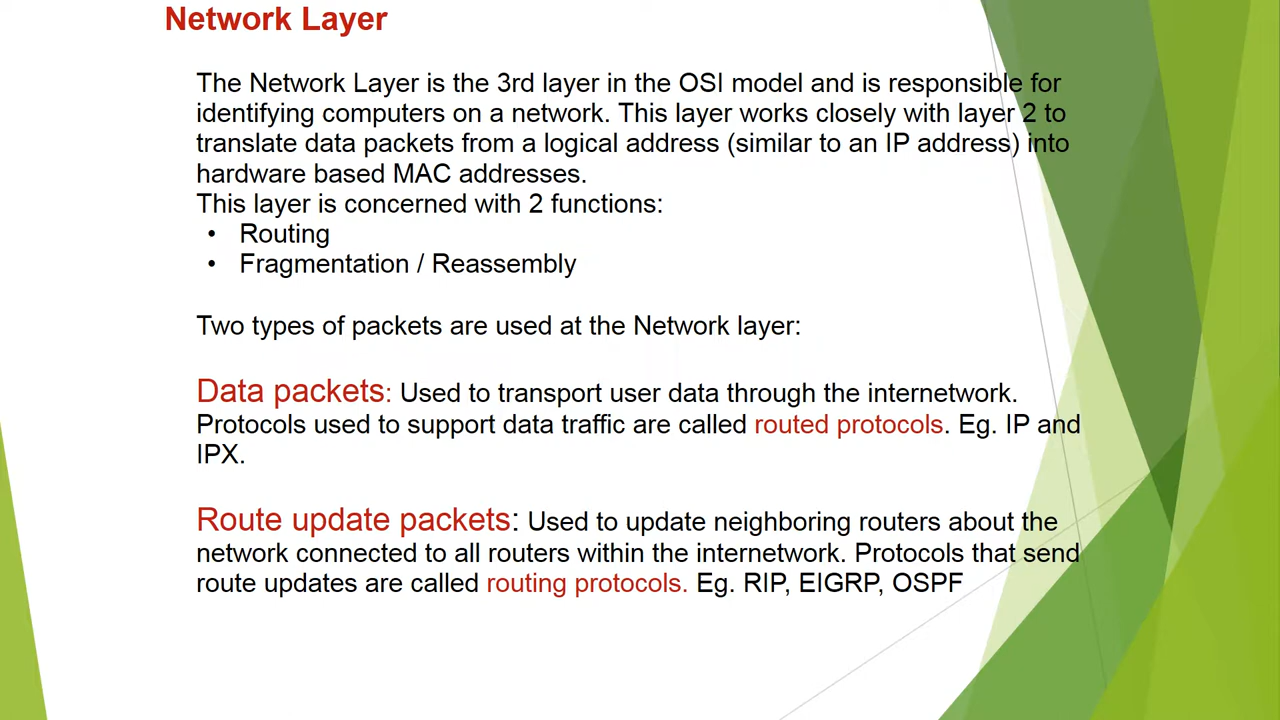 Network Layer
The Network Layer is the 3rd layer in the OSI model and is responsible for
identifying computers on a network. This layer works closely with layer 2 to
translate data packets from a logical address (similar to an IP address) into
hardware based MAC addresses.
This layer is concerned with 2 functions:
• Routing
• Fragmentation / Reassembly
Two types of packets are used at the Network layer:
Data packets: Used to transport user data through the internetwork.
Protocols used to support data traffic are called routed protocols. Eg. IP and
IPX.
Route update packets: Used to update neighboring routers about the
network connected to all routers within the internetwork. Protocols that send
route updates are called routing protocols. Eg. RIP, EIGRP, OSPF